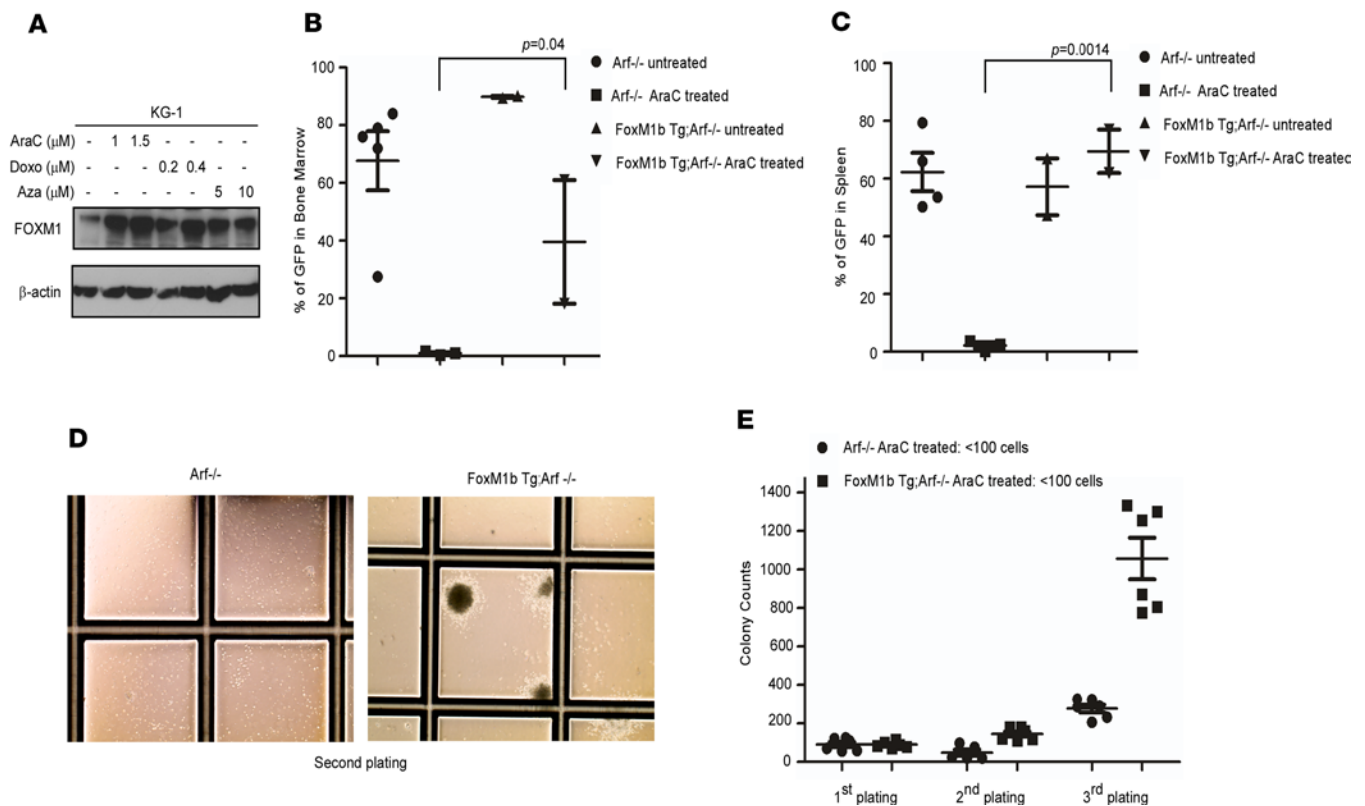 A
KG-1
AraC (µM) - 1 1.5 - - - -
Doxo (µM) - - - 0.2 0.4 - -
Aza (µM) - - - - - 5 10
FOXM1
β-actin
B
p=0.04
% of GFP in Bone Marrow
100
80
60
40
20
0
Arf-/- untreated
Arf-/- AraC treated
FoxM1b Tg;Arf-/- untreated
FoxM1b Tg;Arf-/- AraC treated
C
p=0.0014
% of GFP in Spleen
100
80
60
40
20
0
Arf-/- untreated
Arf-/- AraC treated
FoxM1b Tg;Arf-/- untreated
FoxM1b Tg;Arf-/- AraC treated
D
Arf-/-
FoxM1b Tg;Arf -/-
Second plating
E
Arf-/- AraC treated: <100 cells
FoxM1b Tg;Arf-/- AraC treated: <100 cells
Colony Counts
1400
1200
1000
800
600
400
200
0
1st plating
2nd plating
3rd plating